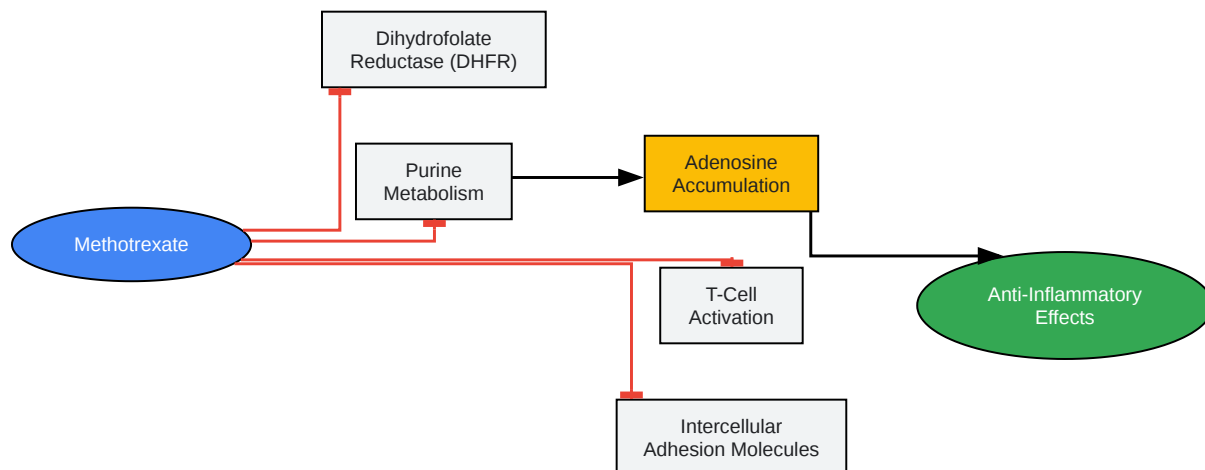 Dihydrofolate
Reductase (DHFR)
Purine
Metabolism
Adenosine
Accumulation
Methotrexate
T-Cell
Activation
Anti-Inflammatory
Effects
Intercellular
Adhesion Molecules